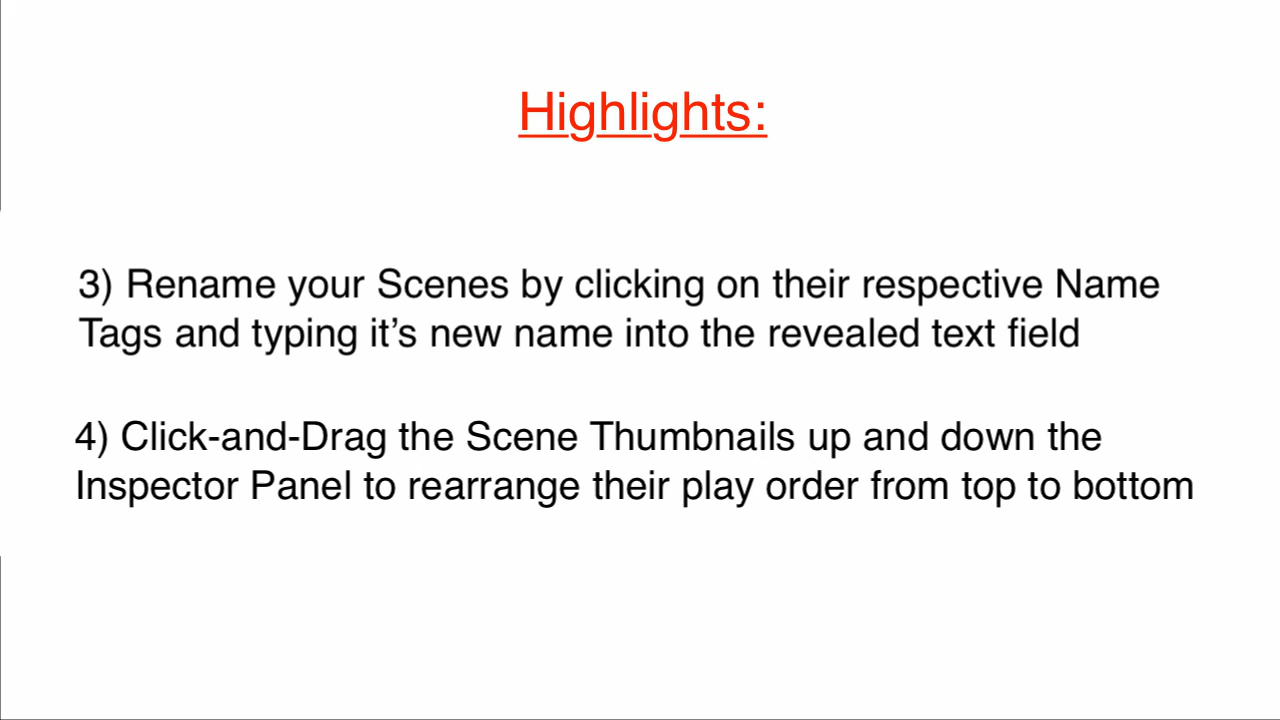 Highlights:
3) Rename your Scenes by clicking on their respective Name
Tags and typing it’s new name into the revealed text field
4) Click-and-Drag the Scene Thumbnails up and down the
Inspector Panel to rearrange their play order from top to bottom